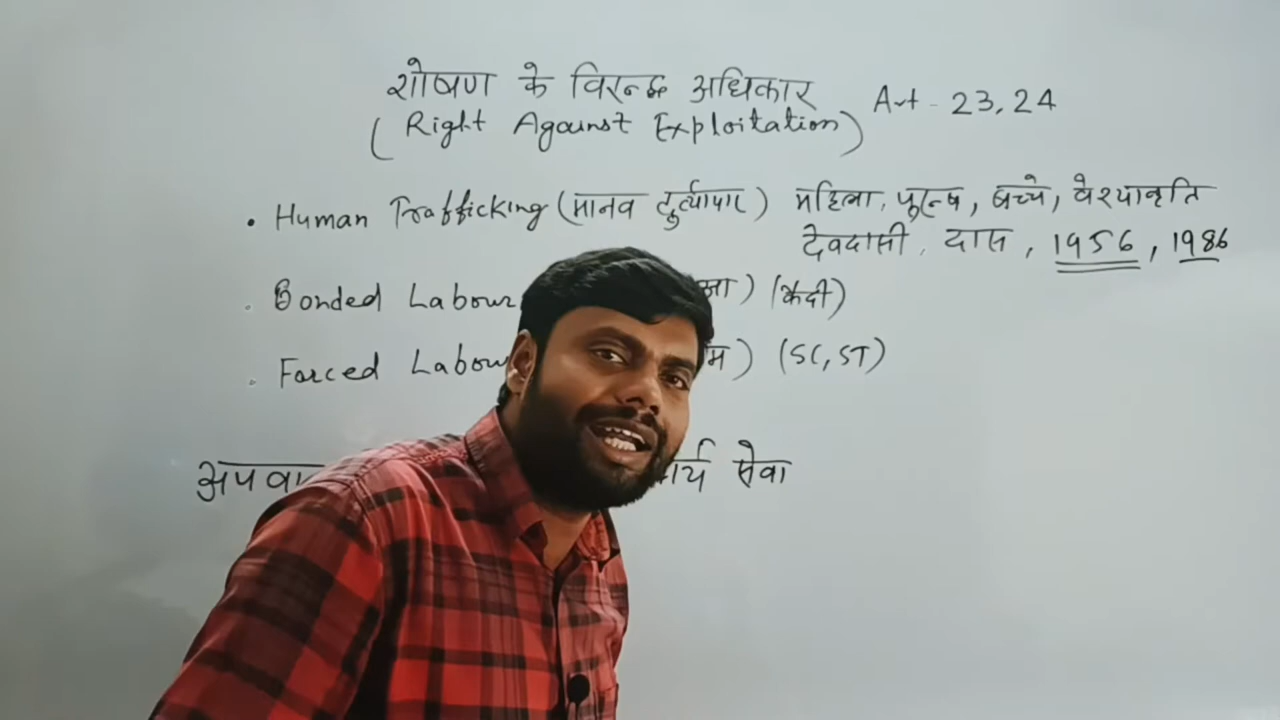 शोषण के विरुद्ध अधिकार Art - 23, 24
(Right Against Exploitation)
• Human Trafficking (मानव दुर्व्यापार) महिला, पुरुष, बच्चे, वेश्यावृति
देवदासी, दास, 1956, 1986
• Bonded Labour (कैदी)
• Forced Labour (SC, ST)
सेवा